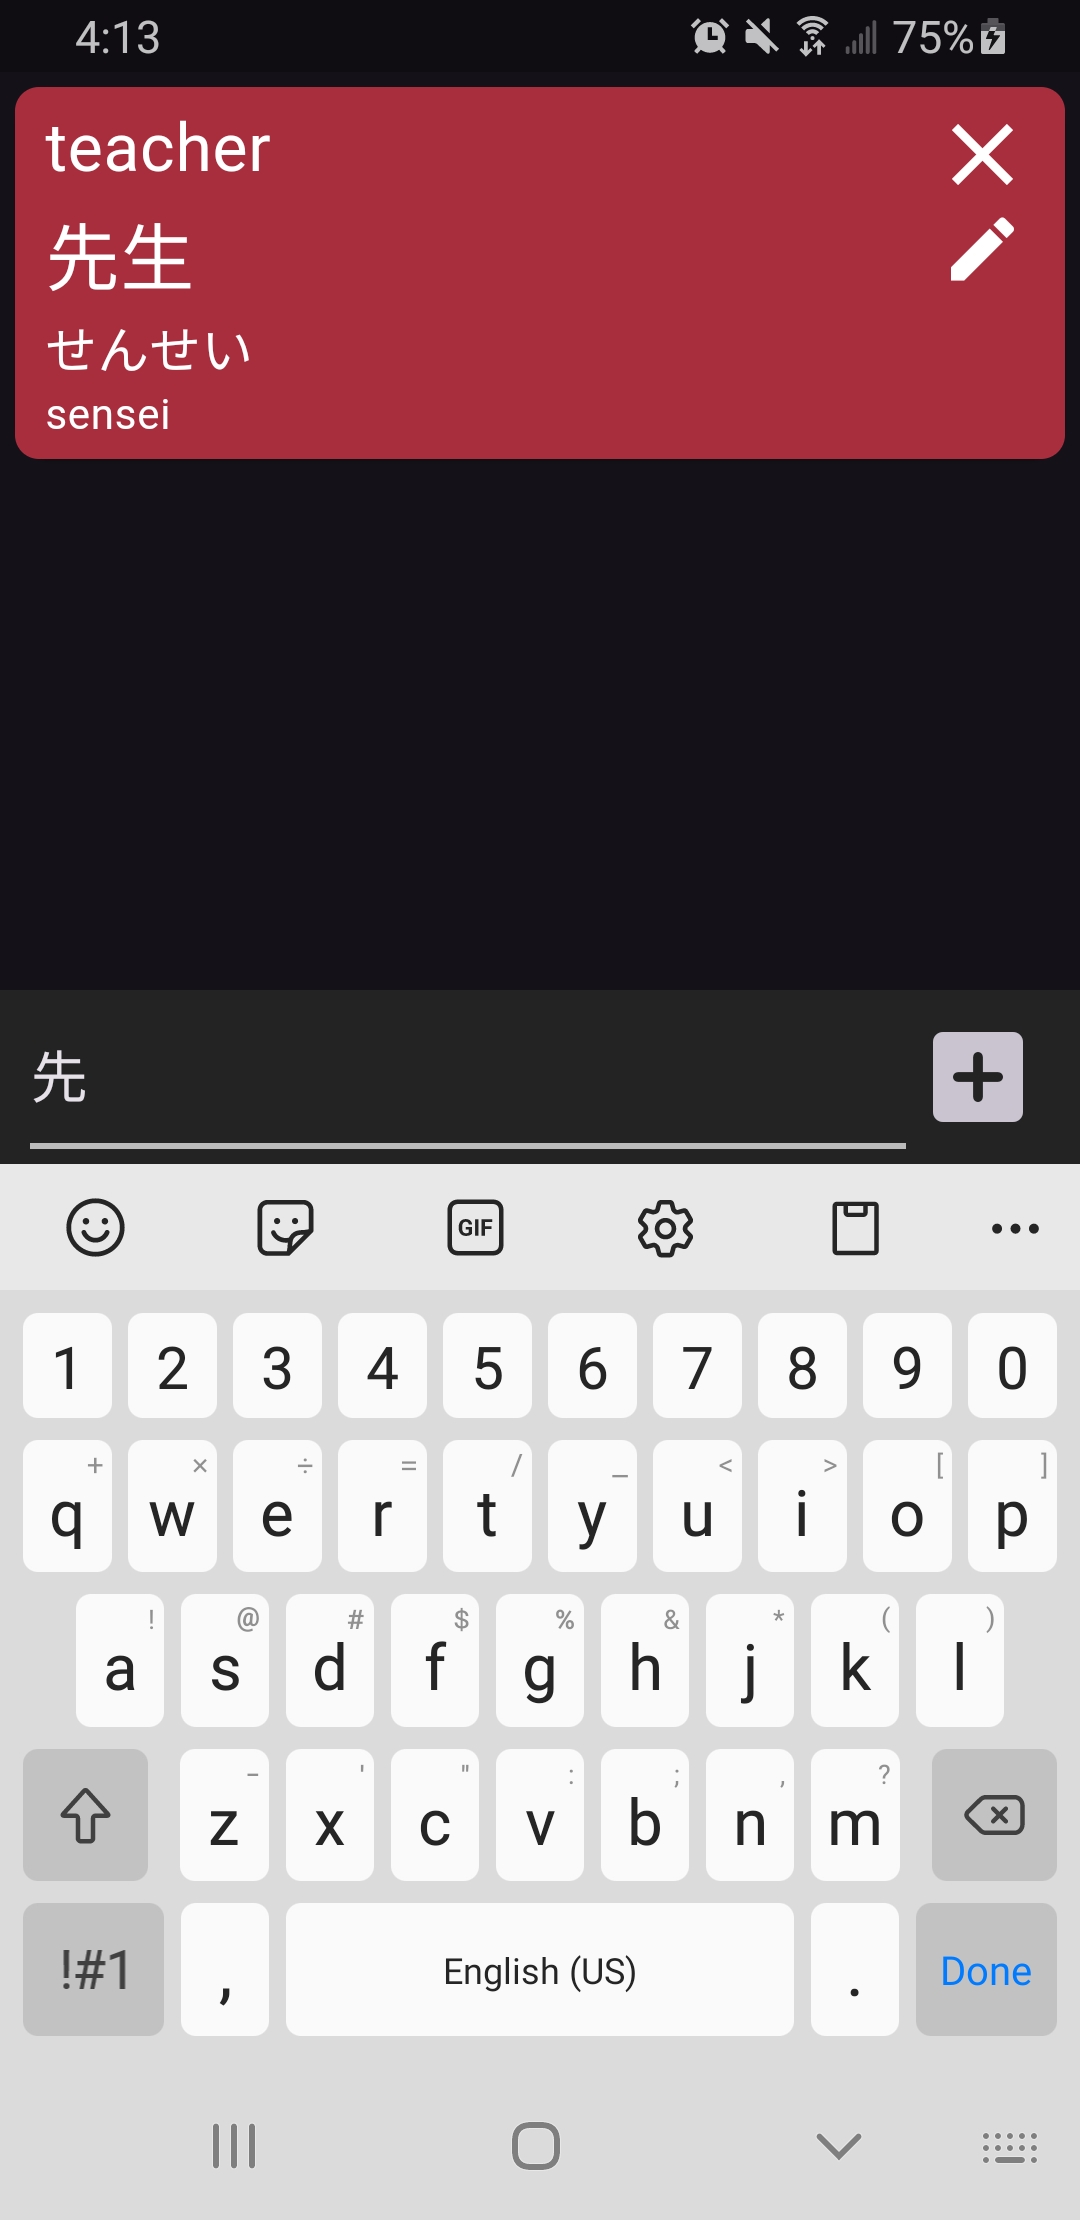 4:13 75%
teacher
先生
せんせい
sensei
先
GIF
1 2 3 4 5 6 7 8 9 0
+ × ÷ = / _ < > [ ]
q w e r t y u i o p
! @ # $ % & * ( )
a s d f g h j k l
- ' " : ; , ?
z x c v b n m
!#1 , English (US) . Done